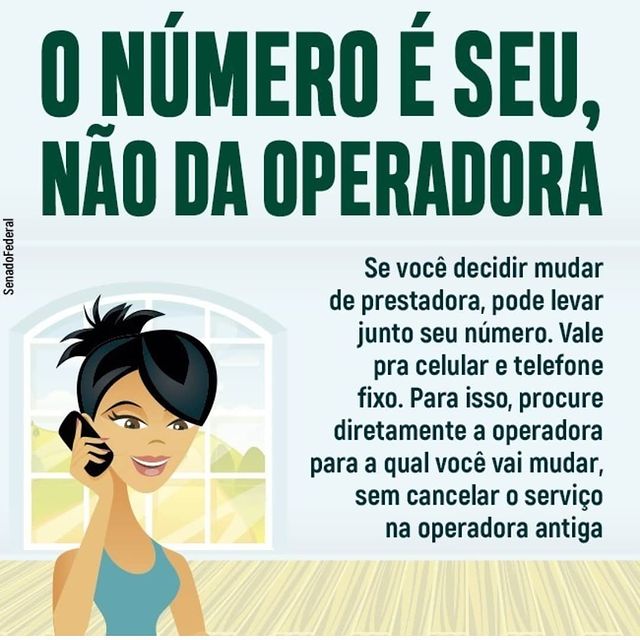 O NÚMERO É SEU,
NÃO DA OPERADORA
SenadoFederal
Se você decidir mudar
de prestadora, pode levar
junto seu número. Vale
pra celular e telefone
fixo. Para isso, procure
diretamente a operadora
para a qual você vai mudar,
sem cancelar o serviço
na operadora antiga